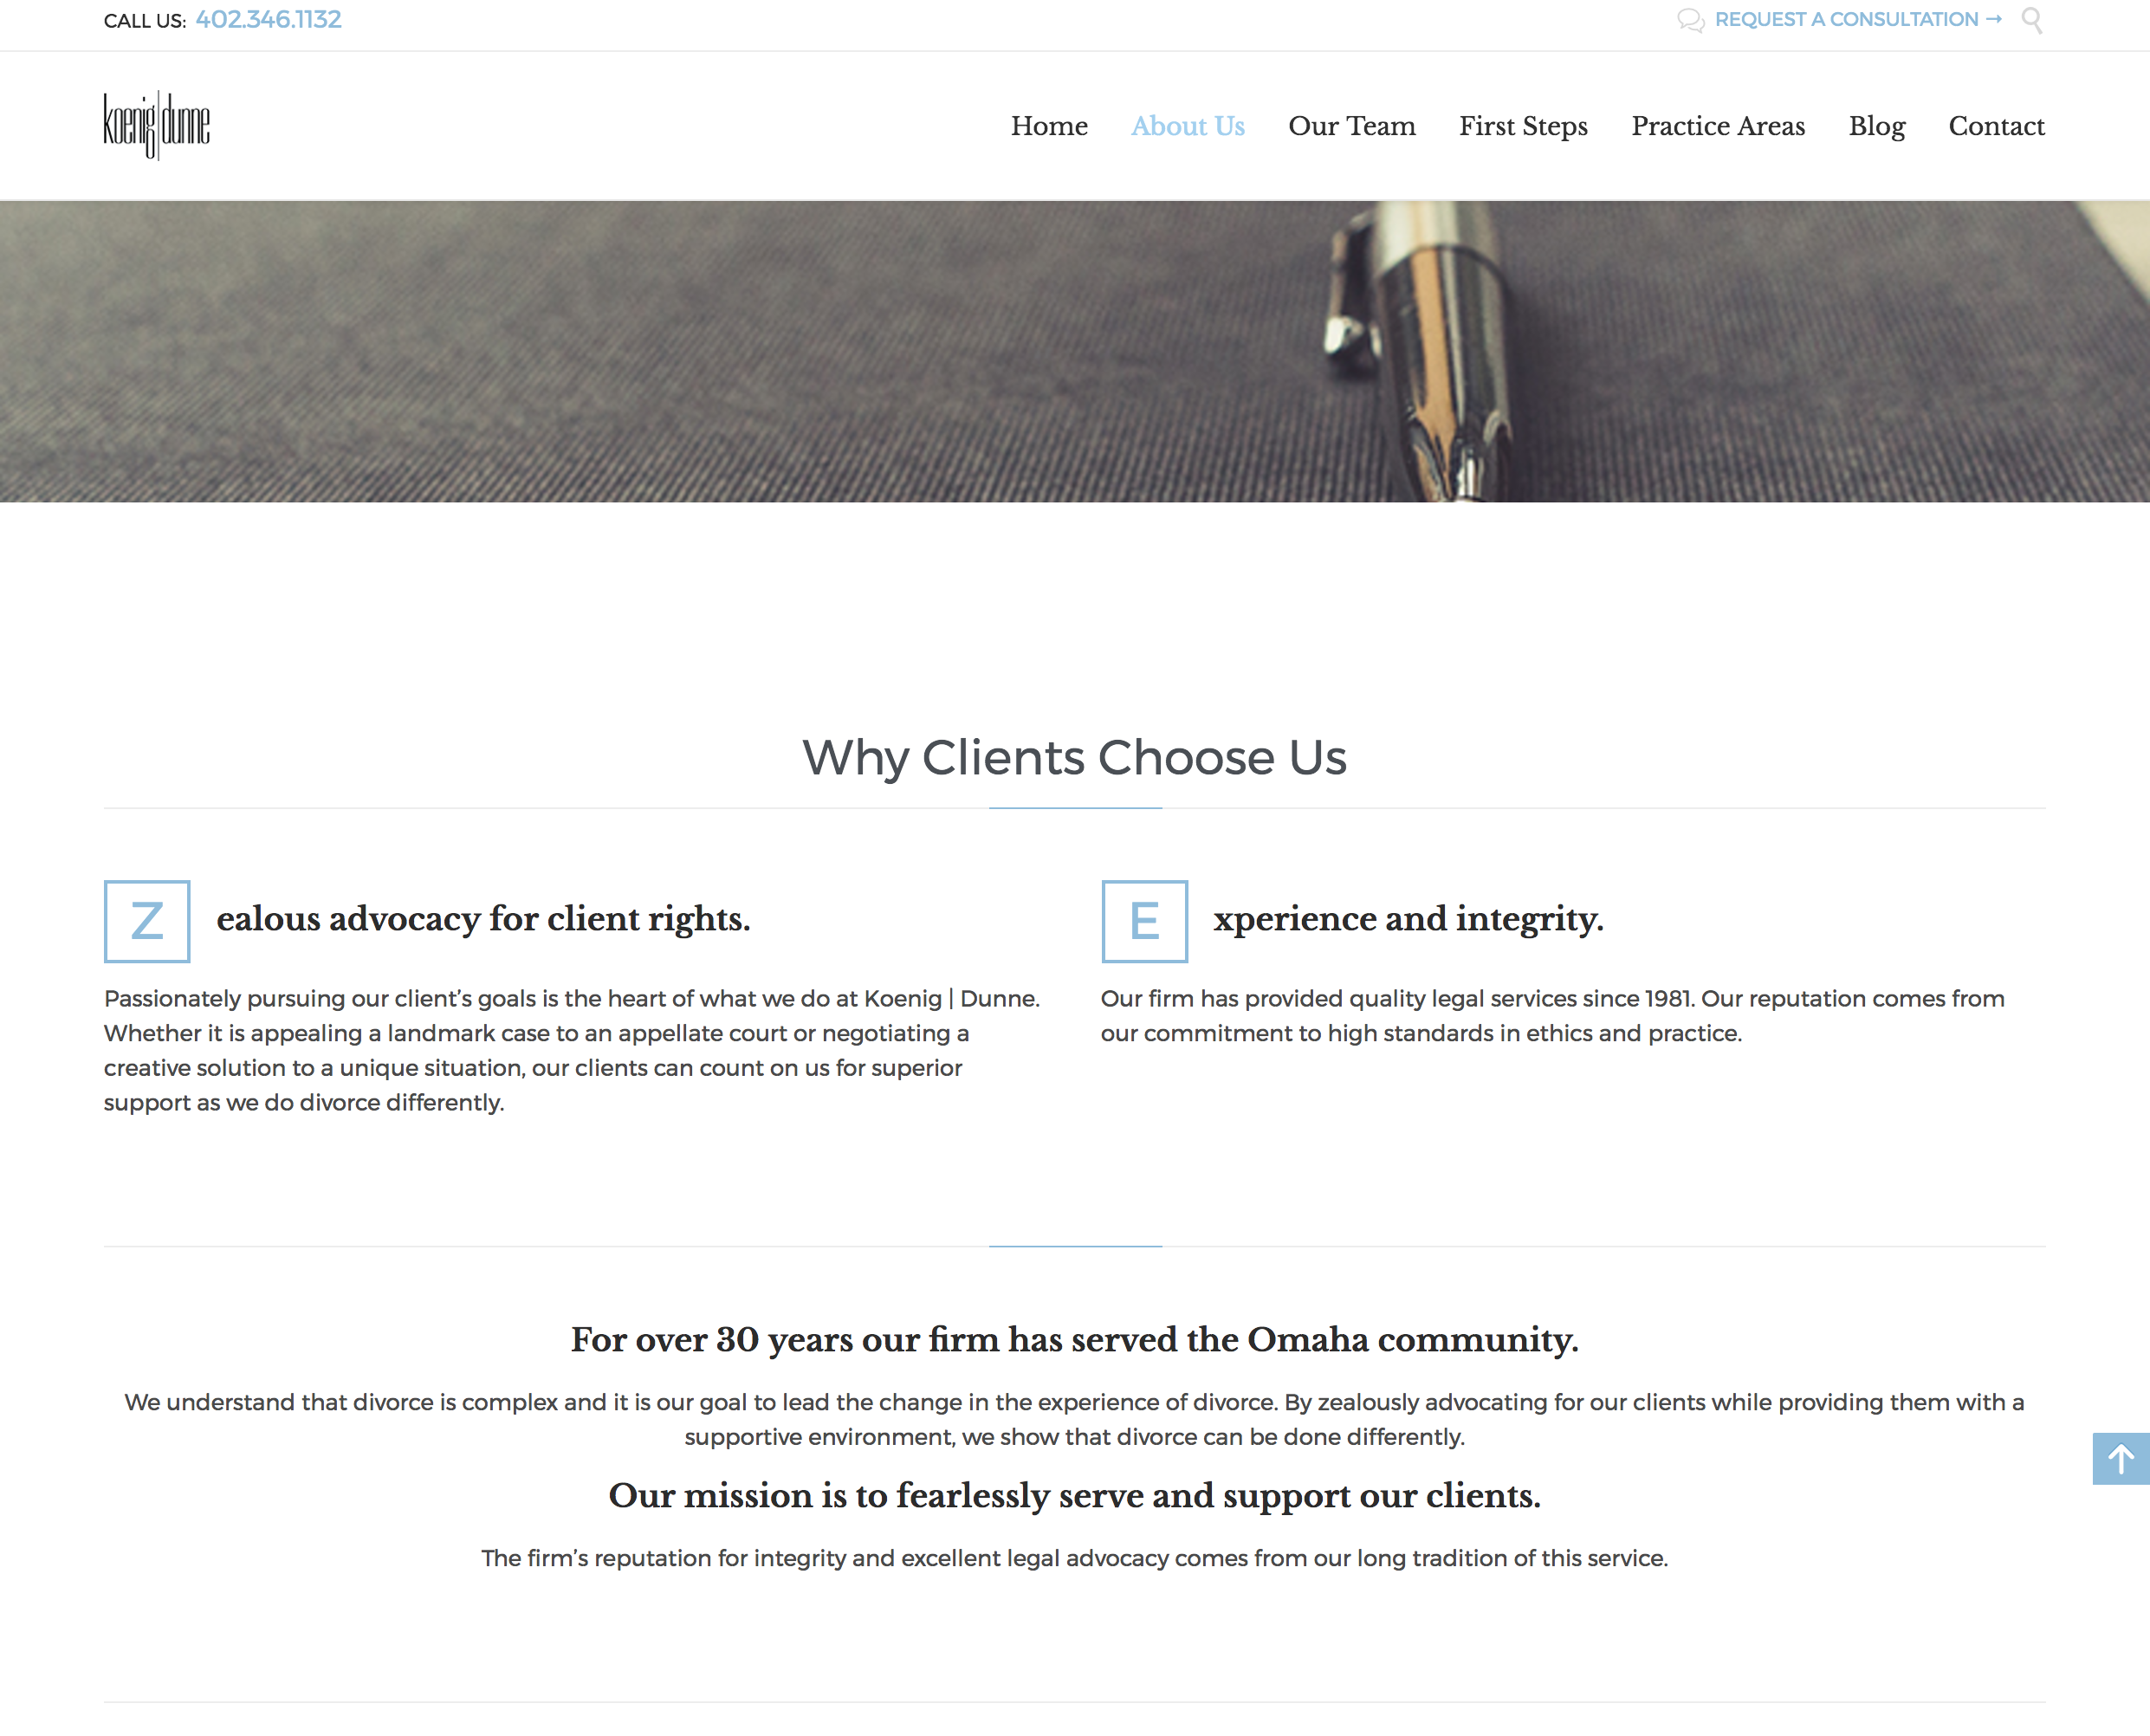 CALL US: 402.346.1132
REQUEST A CONSULTATION →
koenig|dunne
Home About Us Our Team First Steps Practice Areas Blog Contact
Why Clients Choose Us
Z ealous advocacy for client rights.
Passionately pursuing our client’s goals is the heart of what we do at Koenig | Dunne.
Whether it is appealing a landmark case to an appellate court or negotiating a
creative solution to a unique situation, our clients can count on us for superior
support as we do divorce differently.
E xperience and integrity.
Our firm has provided quality legal services since 1981. Our reputation comes from
our commitment to high standards in ethics and practice.
For over 30 years our firm has served the Omaha community.
We understand that divorce is complex and it is our goal to lead the change in the experience of divorce. By zealously advocating for our clients while providing them with a
supportive environment, we show that divorce can be done differently.
Our mission is to fearlessly serve and support our clients.
The firm’s reputation for integrity and excellent legal advocacy comes from our long tradition of this service.